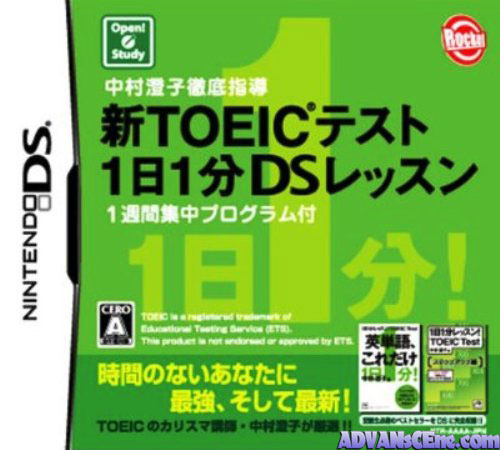 Open!
Study
Rocket
中村澄子徹底指導
新TOEIC®テスト
1日1分DSレッスン
1週間集中プログラム付
1日1分!
NINTENDO DS
CERO
A
TOEIC is a registered trademark of
Educational Testing Service (ETS).
This product is not endorsed or approved by ETS.
英単語、
これだけ
1日1分!
1日1分レッスン!
TOEIC Test
時間のないあなたに
最強、そして最新!
TOEICのカリスマ講師・中村澄子が厳選!!
ADVANsCEne.com